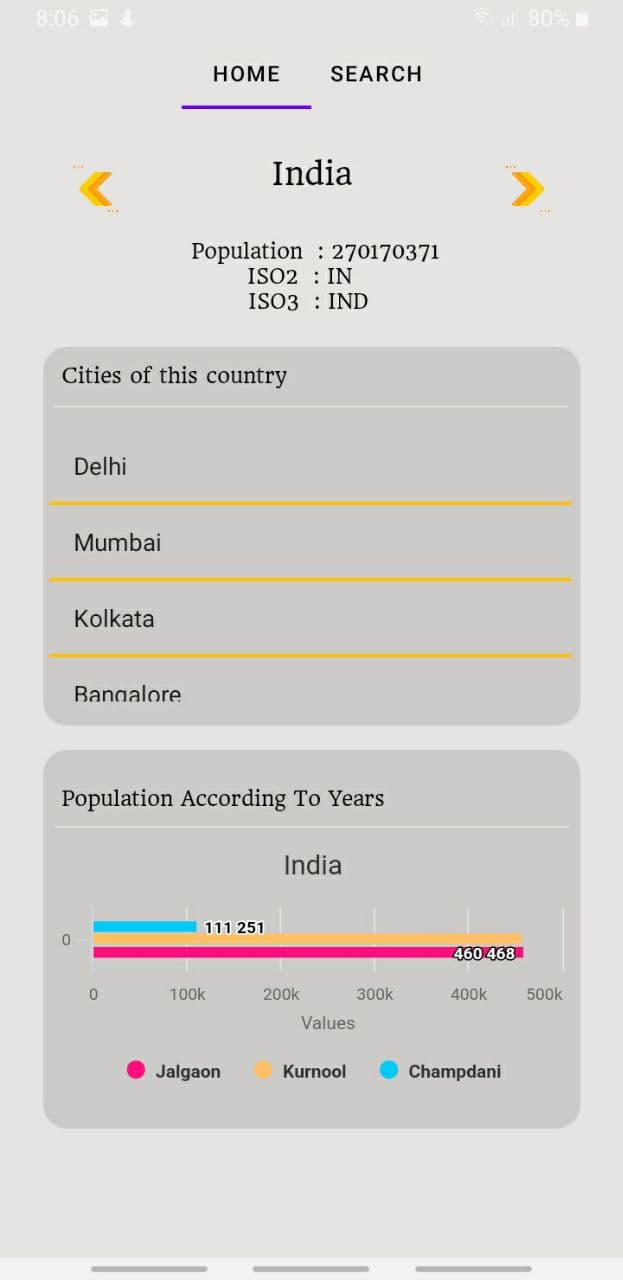 8:06 80%
HOME SEARCH
India
Population : 270170371
ISO2 : IN
ISO3 : IND
Cities of this country
Delhi
Mumbai
Kolkata
Bangalore
Population According To Years
India
111 251
0
460 468
0 100k 200k 300k 400k 500k
Values
Jalgaon Kurnool Champdani